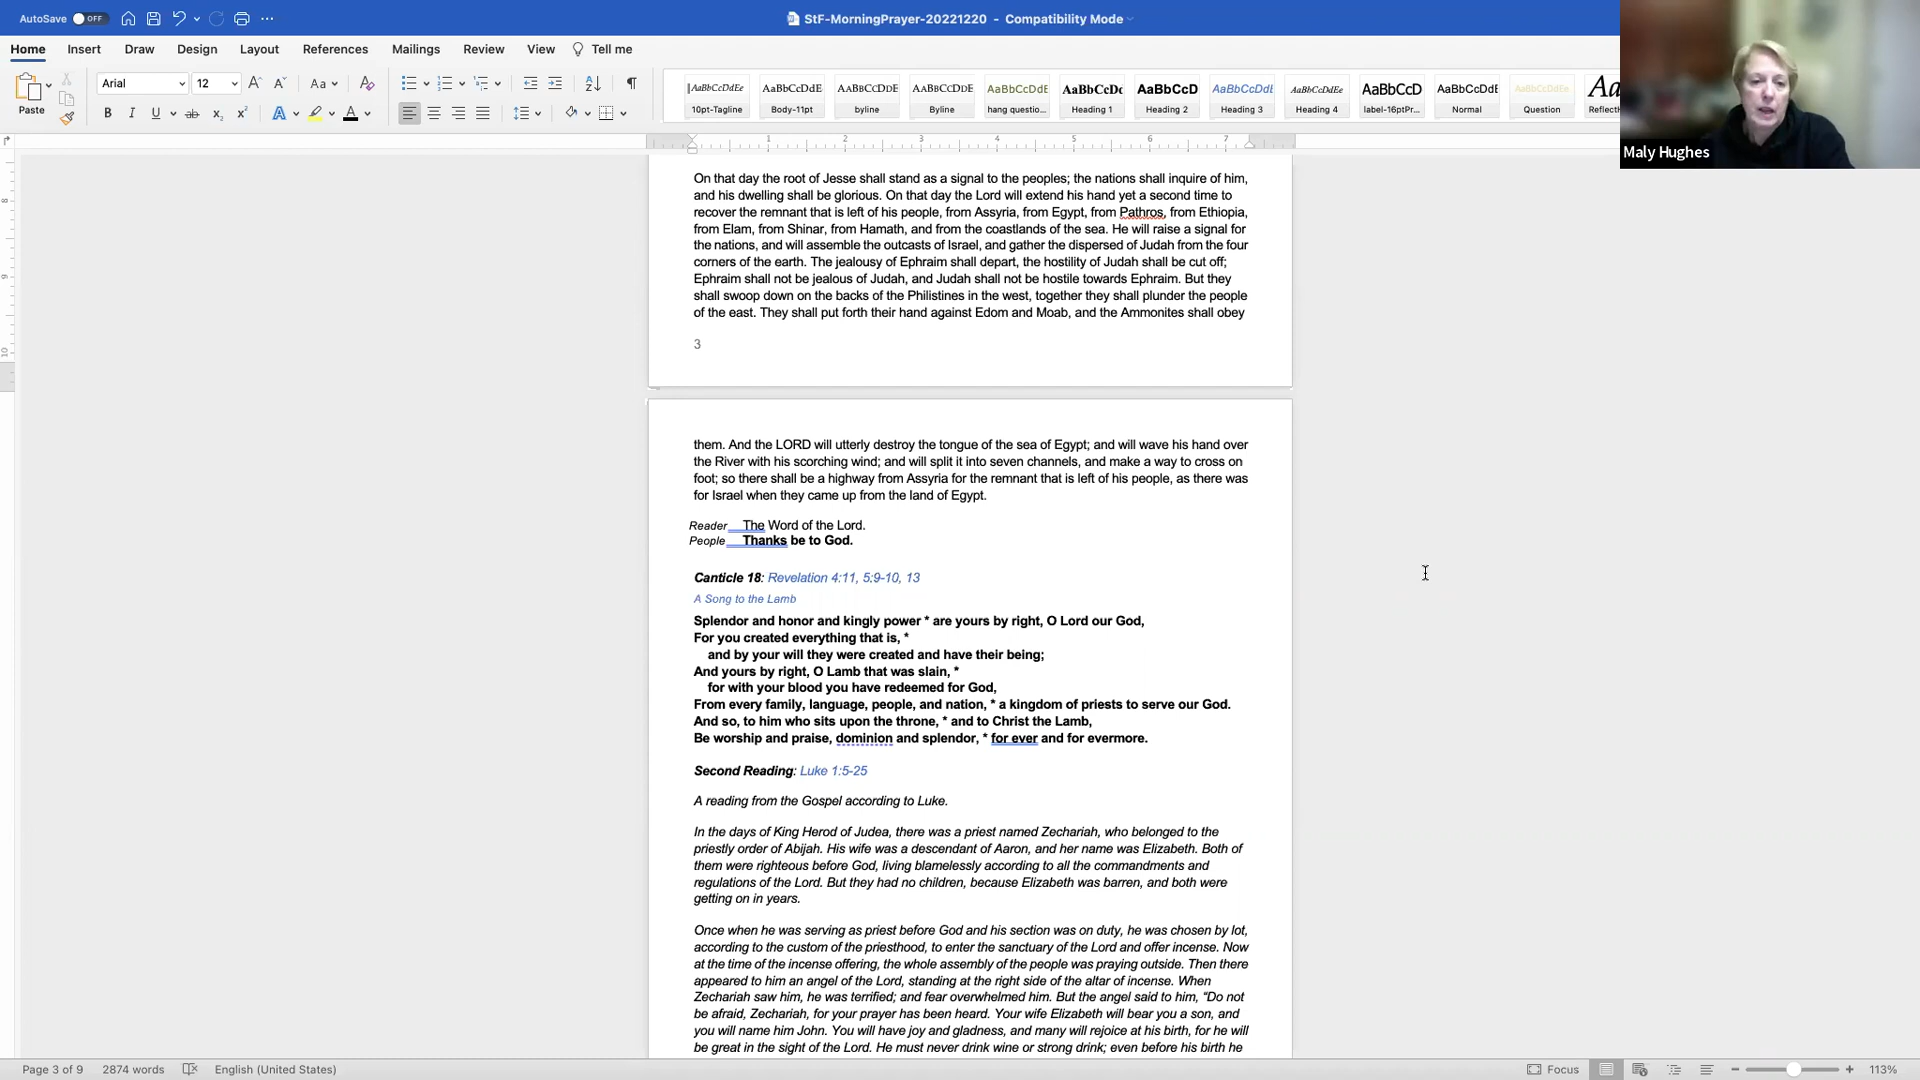 AutoSave OFF
StF-MorningPrayer-20221220 - Compatibility Mode
Home Insert Draw Design Layout References Mailings Review View Tell me
Paste
Arial 12
10pt-Tagline Body-11pt byline Byline hang questio... Heading 1 Heading 2 Heading 3 Heading 4 label-16ptPr... Normal Question
Maly Hughes
On that day the root of Jesse shall stand as a signal to the peoples; the nations shall inquire of him,
and his dwelling shall be glorious. On that day the Lord will extend his hand yet a second time to
recover the remnant that is left of his people, from Assyria, from Egypt, from Pathros, from Ethiopia,
from Elam, from Shinar, from Hamath, and from the coastlands of the sea. He will raise a signal for
the nations, and will assemble the outcasts of Israel, and gather the dispersed of Judah from the four
corners of the earth. The jealousy of Ephraim shall depart, the hostility of Judah shall be cut off;
Ephraim shall not be jealous of Judah, and Judah shall not be hostile towards Ephraim. But they
shall swoop down on the backs of the Philistines in the west, together they shall plunder the people
of the east. They shall put forth their hand against Edom and Moab, and the Ammonites shall obey
3
them. And the LORD will utterly destroy the tongue of the sea of Egypt; and will wave his hand over
the River with his scorching wind; and will split it into seven channels, and make a way to cross on
foot; so there shall be a highway from Assyria for the remnant that is left of his people, as there was
for Israel when they came up from the land of Egypt.
Reader The Word of the Lord.
People Thanks be to God.
Canticle 18: Revelation 4:11, 5:9-10, 13
A Song to the Lamb
Splendor and honor and kingly power * are yours by right, O Lord our God,
For you created everything that is, *
and by your will they were created and have their being;
And yours by right, O Lamb that was slain, *
for with your blood you have redeemed for God,
From every family, language, people, and nation, * a kingdom of priests to serve our God.
And so, to him who sits upon the throne, * and to Christ the Lamb,
Be worship and praise, dominion and splendor, * for ever and for evermore.
Second Reading: Luke 1:5-25
A reading from the Gospel according to Luke.
In the days of King Herod of Judea, there was a priest named Zechariah, who belonged to the
priestly order of Abijah. His wife was a descendant of Aaron, and her name was Elizabeth. Both of
them were righteous before God, living blamelessly according to all the commandments and
regulations of the Lord. But they had no children, because Elizabeth was barren, and both were
getting on in years.
Once when he was serving as priest before God and his section was on duty, he was chosen by lot,
according to the custom of the priesthood, to enter the sanctuary of the Lord and offer incense. Now
at the time of the incense offering, the whole assembly of the people was praying outside. Then there
appeared to him an angel of the Lord, standing at the right side of the altar of incense. When
Zechariah saw him, he was terrified; and fear overwhelmed him. But the angel said to him, “Do not
be afraid, Zechariah, for your prayer has been heard. Your wife Elizabeth will bear you a son, and
you will name him John. You will have joy and gladness, and many will rejoice at his birth, for he will
be great in the sight of the Lord. He must never drink wine or strong drink; even before his birth he
Page 3 of 9 2874 words English (United States) Focus 113%